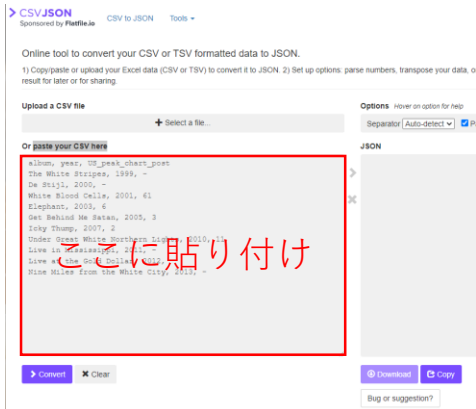 CSVJSON
Sponsored by Flatfile.io
CSV to JSON
Tools
Online tool to convert your CSV or TSV formatted data to JSON.
1) Copy/paste or upload your Excel data (CSV or TSV) to convert it to JSON. 2) Set up options: parse numbers, transpose your data, o
result for later or for sharing.
Upload a CSV file
Select a file...
Or paste your CSV here
album, year, US_peak_chart_post
The White Stripes, 1999, -
De Stijl, 2000, -
White Blood Cells, 2001, 61
Elephant, 2003, 6
Get Behind Me Satan, 2005, 3
Icky Thump, 2007, 2
Under Great White Northern Lights, 2010, 11
Live in Mississippi, 2011, -
Live at the Gold Dollar, 2012,
Nine Miles from the White City, 2013, -
ここに貼り付け
Convert
Clear
Options Hover on option for help
Separator Auto-detect
JSON
Download
Copy
Bug or suggestion?